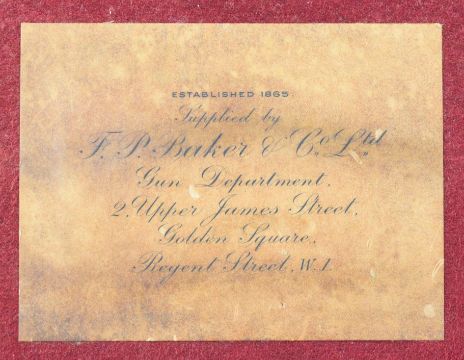 ESTABLISHED 1865.
Supplied by
F. P. Baker & Co. Ltd
Gun Department,
2, Upper James Street,
Golden Square,
Regent Street, W.1.